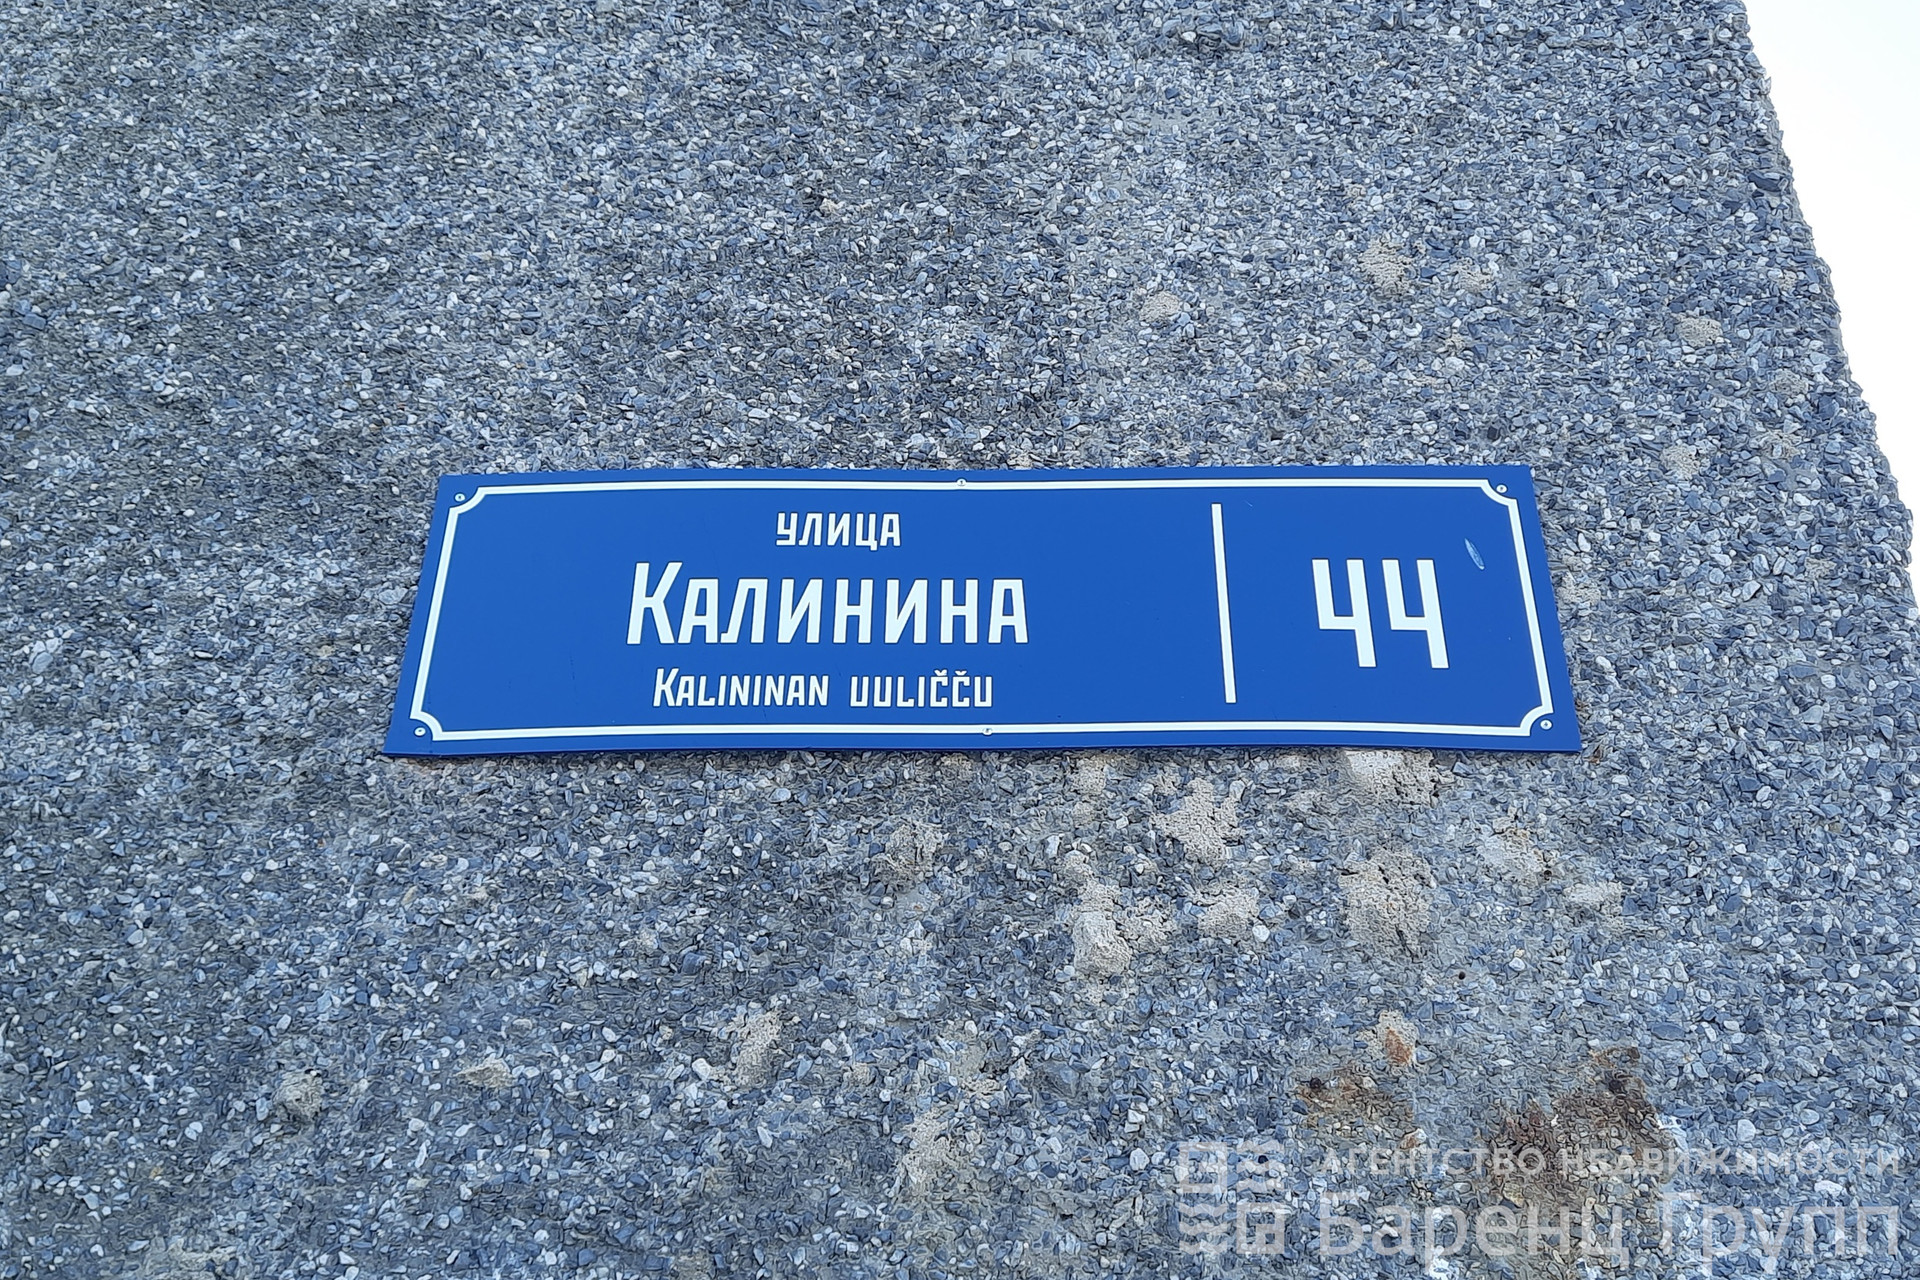 улица
Калинина
Kalininan uuličču
44
агентство недвижимости
Баренц Групп